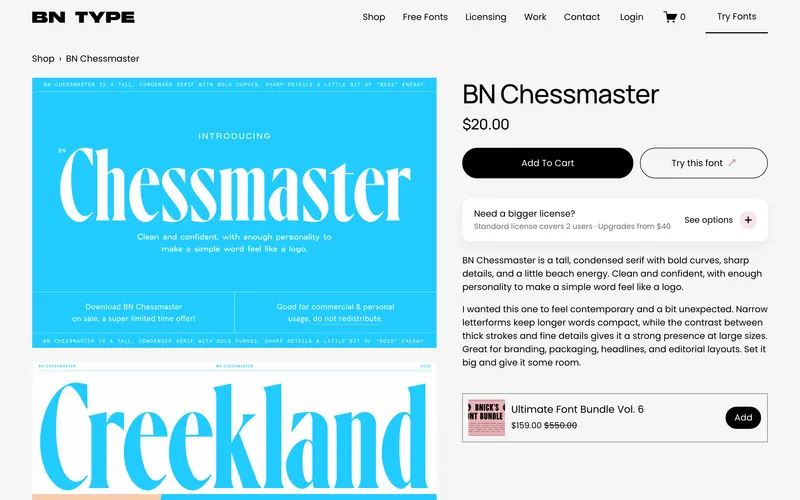 BN TYPE
Shop Free Fonts Licensing Work Contact Login 0 Try Fonts
Shop › BN Chessmaster
BN CHESSMASTER IS A TALL, CONDENSED SERIF WITH BOLD CURVES, SHARP DETAILS A LITTLE BIT OF "BOSS" ENERGY.
INTRODUCING
BN
Chessmaster
Clean and confident, with enough personality to
make a simple word feel like a logo.
Download BN Chessmaster
on sale, a super limited time offer!
Good for commercial & personal
usage, do not redistribute.
BN CHESSMASTER IS A TALL, CONDENSED SERIF WITH BOLD CURVES, SHARP DETAILS A LITTLE BIT OF "BOSS" ENERGY.
BN CHESSMASTER BN CHESSMASTER 2026
Creekland
BN Chessmaster
$20.00
Add To Cart
Try this font
Need a bigger license?
Standard license covers 2 users · Upgrades from $40
See options +
BN Chessmaster is a tall, condensed serif with bold curves, sharp
details, and a little beach energy. Clean and confident, with enough
personality to make a simple word feel like a logo.
I wanted this one to feel contemporary and a bit unexpected. Narrow
letterforms keep longer words compact, while the contrast between
thick strokes and fine details gives it a strong presence at large sizes.
Great for branding, packaging, headlines, and editorial layouts. Set it
big and give it some room.
BNICK'S
FONT BUNDLE
Ultimate Font Bundle Vol. 6
$159.00 $550.00
Add